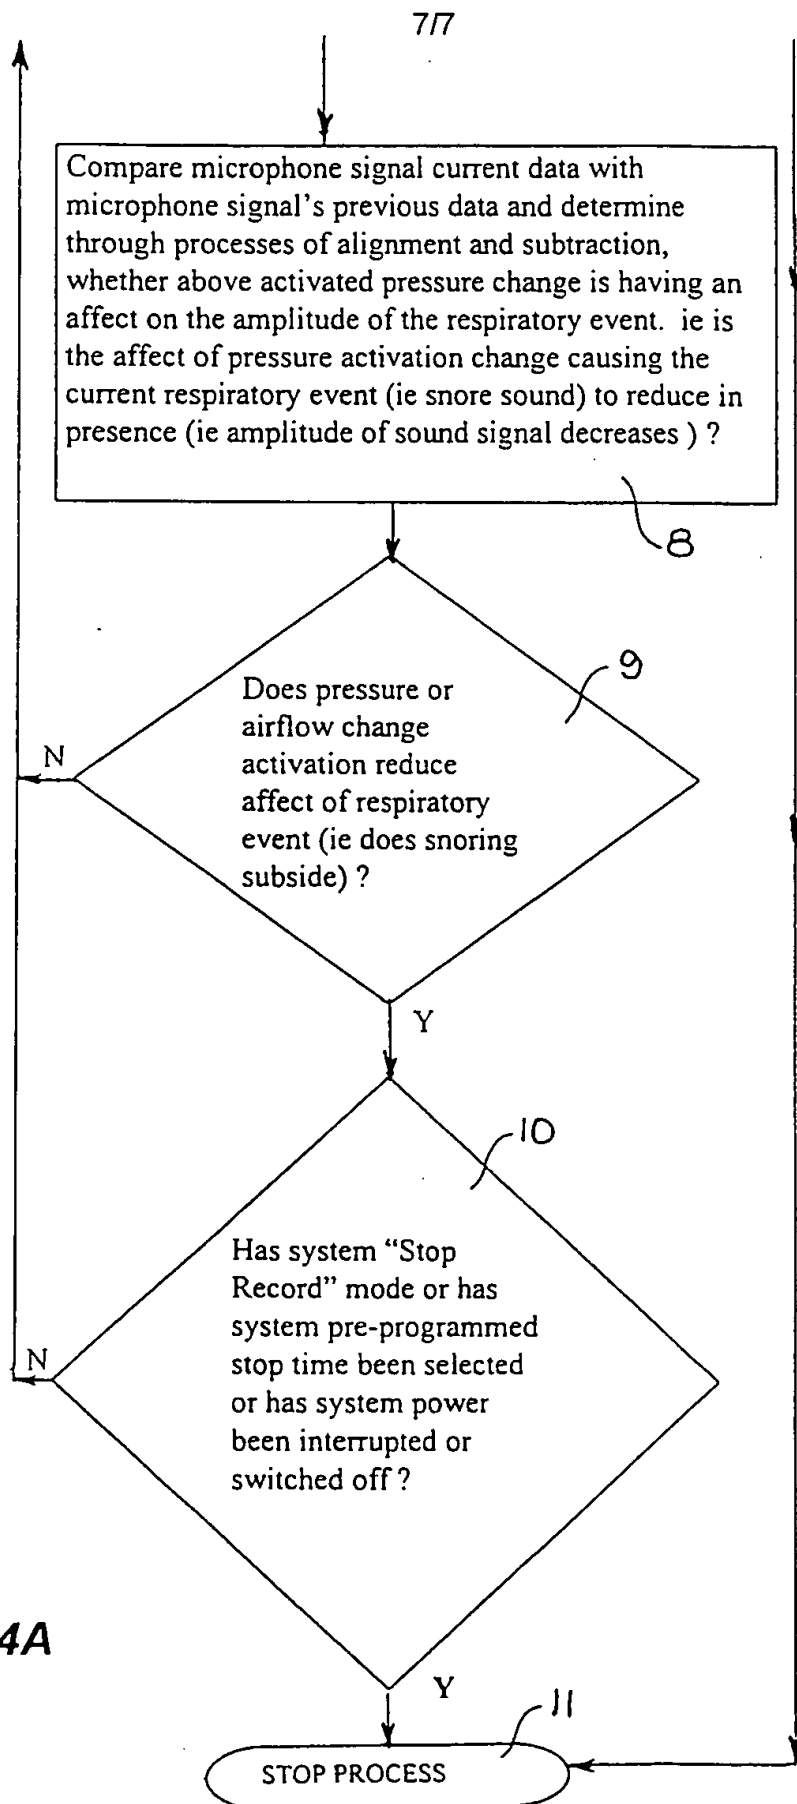 7/7
Compare microphone signal current data with
microphone signal's previous data and determine
through processes of alignment and subtraction,
whether above activated pressure change is having an
affect on the amplitude of the respiratory event. ie is
the affect of pressure activation change causing the
current respiratory event (ie snore sound) to reduce in
presence (ie amplitude of sound signal decreases ) ?
8
9
Does pressure or
airflow change
activation reduce
affect of respiratory
event (ie does snoring
subside) ?
N
Y
10
Has system “Stop
Record” mode or has
system pre-programmed
stop time been selected
or has system power
been interrupted or
switched off ?
N
4A
Y
11
STOP PROCESS